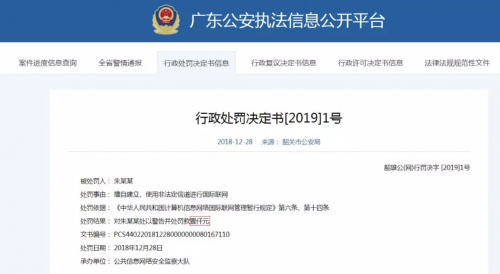 广东公安执法信息公开平台
案件进度信息查询 全省警情通报 行政处罚决定书信息 行政复议决定书信息 行政许可决定书信息 法律法规规范性文件
行政处罚决定书[2019]1号
2018-12-28 来源: 韶关市公安局
韶雄公(网)行罚决字 [2019]1号
被处罚人: 朱某某
处罚事由: 擅自建立、使用非法定信道进行国际联网
处罚依据: 《中华人民共和国计算机信息网络国际联网管理暂行规定》第六条、第十四条
处罚结果: 对朱某某处以警告并处罚款壹仟元
文书编号: PCS4402201812280000000080167110
处罚日期: 2018年12月28日
承办单位: 公共信息网络安全监察大队